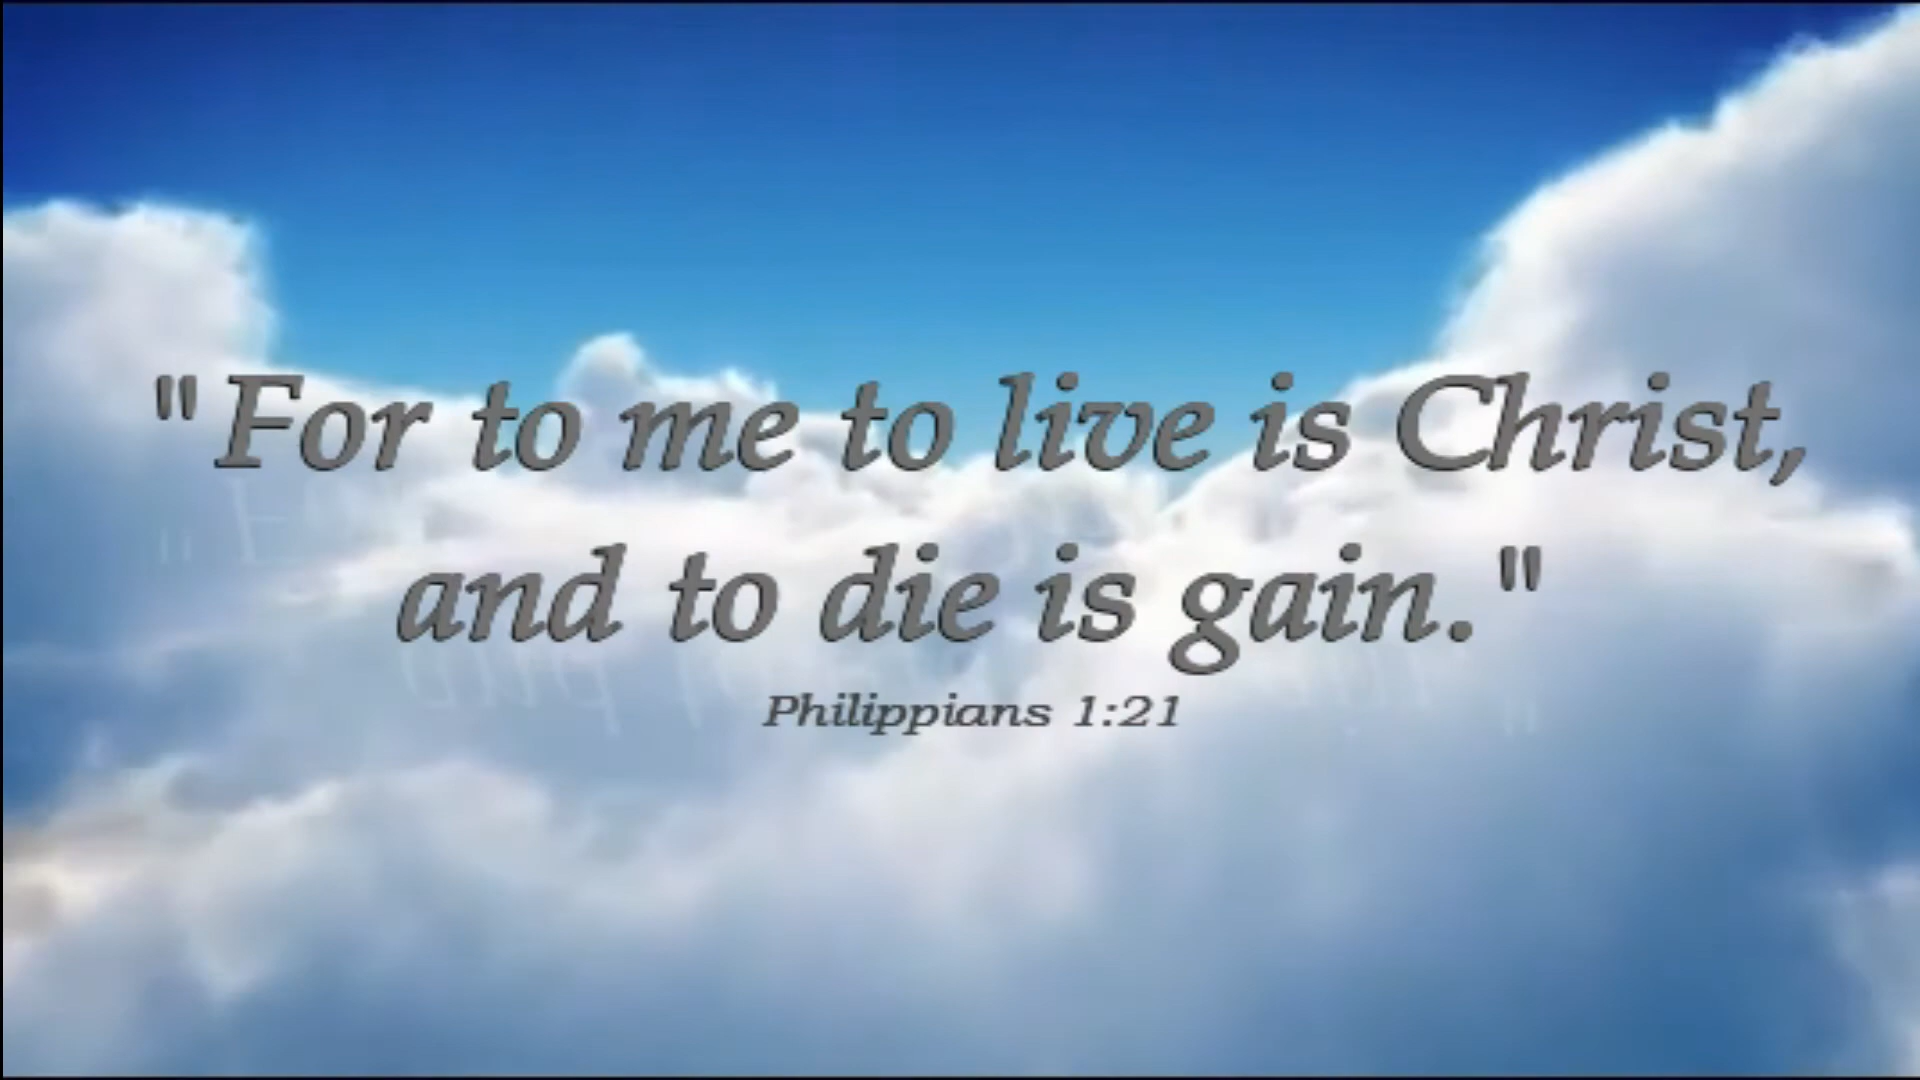 "For to me to live is Christ,
and to die is gain."
Philippians 1:21